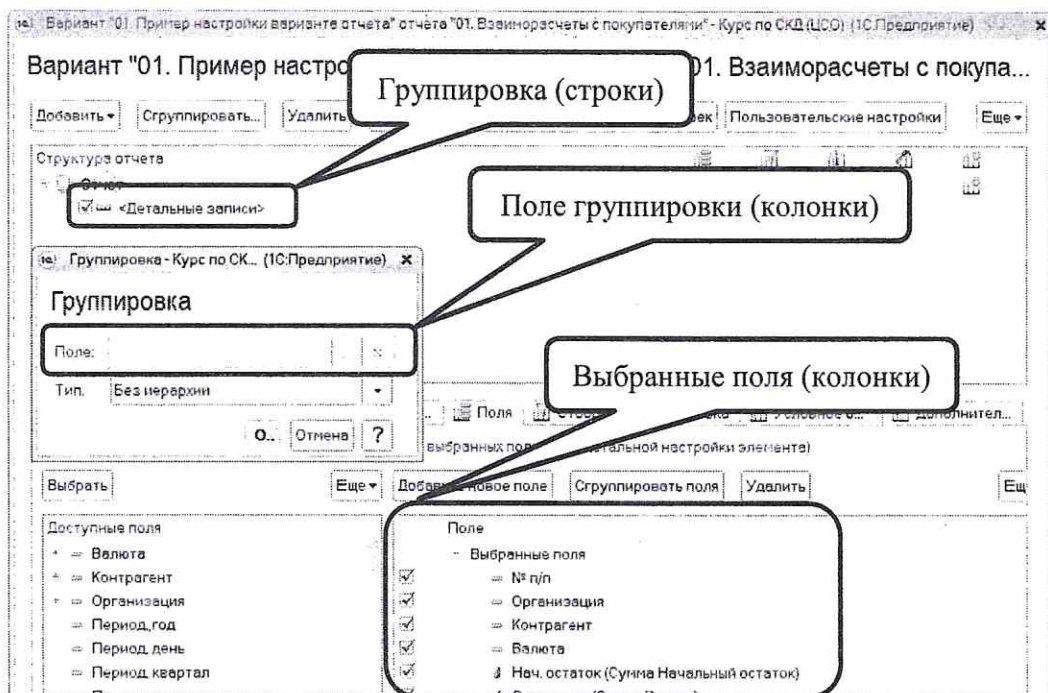 Вариант "01. Пример настройки варианта отчета" отчета "01. Взаиморасчеты с покупателями" - Курс по СКД (ЦСО) (1С:Предприятие)
Вариант "01. Пример настро
01. Взаиморасчеты с покупа...
Группировка (строки)
Добавить
Сгруппировать...
Удалить
ек
Пользовательские настройки
Еще
Структура отчета
Отчет
<Детальные записи>
Поле группировки (колонки)
Группировка - Курс по СК... (1С:Предприятие)
Группировка
Поле:
Тип.
Без иерархии
О..
Отмена
?
Выбранные поля (колонки)
Поля
Дополнител...
выбранных пол
тальной настройки элемента)
Выбрать
Еще
новое поле
Сгруппировать поля
Удалить
Ещ
Доступные поля
Валюта
Контрагент
Организация
Период.год
Период.день
Период.квартал
Поле
Выбранные поля
№ п/п
Организация
Контрагент
Валюта
Нач. остаток (Сумма Начальный остаток)